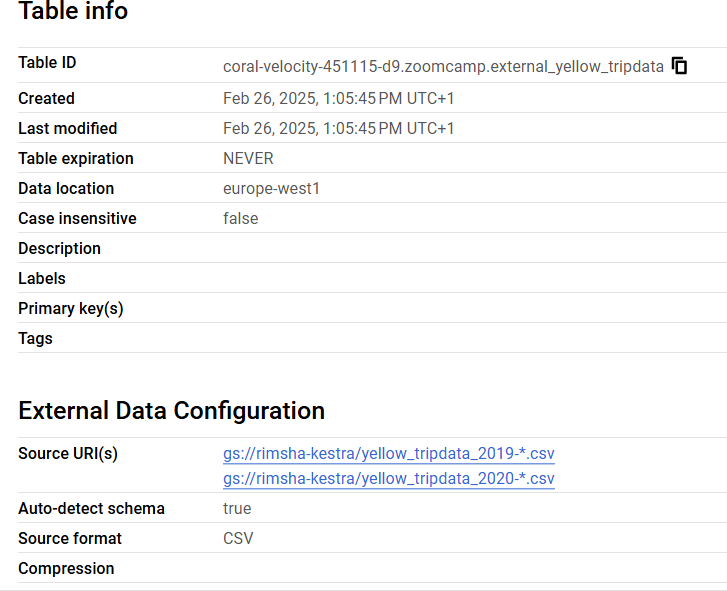 Table info
Table ID coral-velocity-451115-d9.zoomcamp.external_yellow_tripdata
Created Feb 26, 2025, 1:05:45 PM UTC+1
Last modified Feb 26, 2025, 1:05:45 PM UTC+1
Table expiration NEVER
Data location europe-west1
Case insensitive false
Description
Labels
Primary key(s)
Tags
External Data Configuration
Source URI(s) gs://rimsha-kestra/yellow_tripdata_2019-*.csv
gs://rimsha-kestra/yellow_tripdata_2020-*.csv
Auto-detect schema true
Source format CSV
Compression